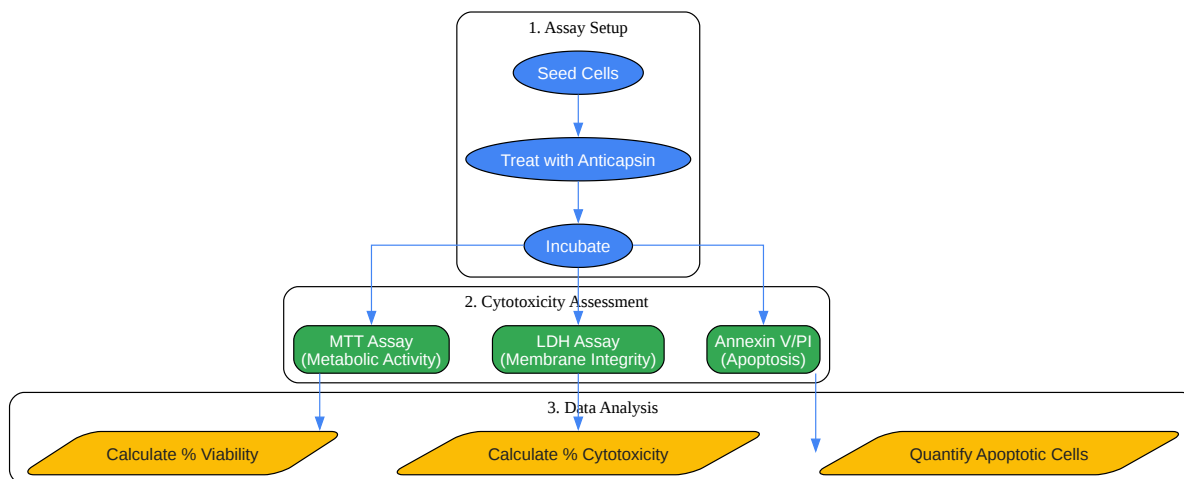 1. Assay Setup
Seed Cells
Treat with Anticapsin
Incubate
2. Cytotoxicity Assessment
MTT Assay
(Metabolic Activity)
LDH Assay
(Membrane Integrity)
Annexin V/PI
(Apoptosis)
3. Data Analysis
Calculate % Viability
Calculate % Cytotoxicity
Quantify Apoptotic Cells